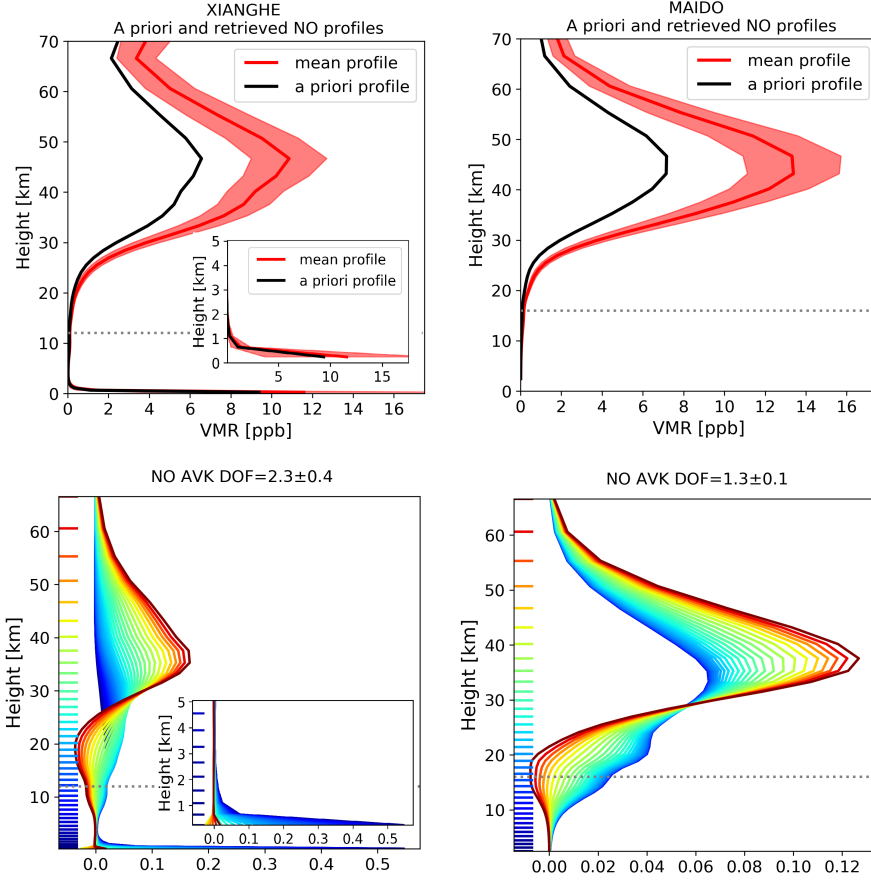 XIANGHE
A priori and retrieved NO profiles
70
60
50
40
30
20
10
0
Height [km]
mean profile
a priori profile
5
4
3
2
1
0
Height [km]
mean profile
a priori profile
5 10 15
0 2 4 6 8 10 12 14 16
VMR [ppb]
MAIDO
A priori and retrieved NO profiles
70
60
50
40
30
20
10
0
Height [km]
mean profile
a priori profile
0 2 4 6 8 10 12 14 16
VMR [ppb]
NO AVK DOF=2.3±0.4
60
50
40
30
20
10
Height [km]
5
4
3
2
1
Height [km]
0.0 0.1 0.2 0.3 0.4 0.5
0.0 0.1 0.2 0.3 0.4 0.5
NO AVK DOF=1.3±0.1
60
50
40
30
20
10
Height [km]
0.00 0.02 0.04 0.06 0.08 0.10 0.12